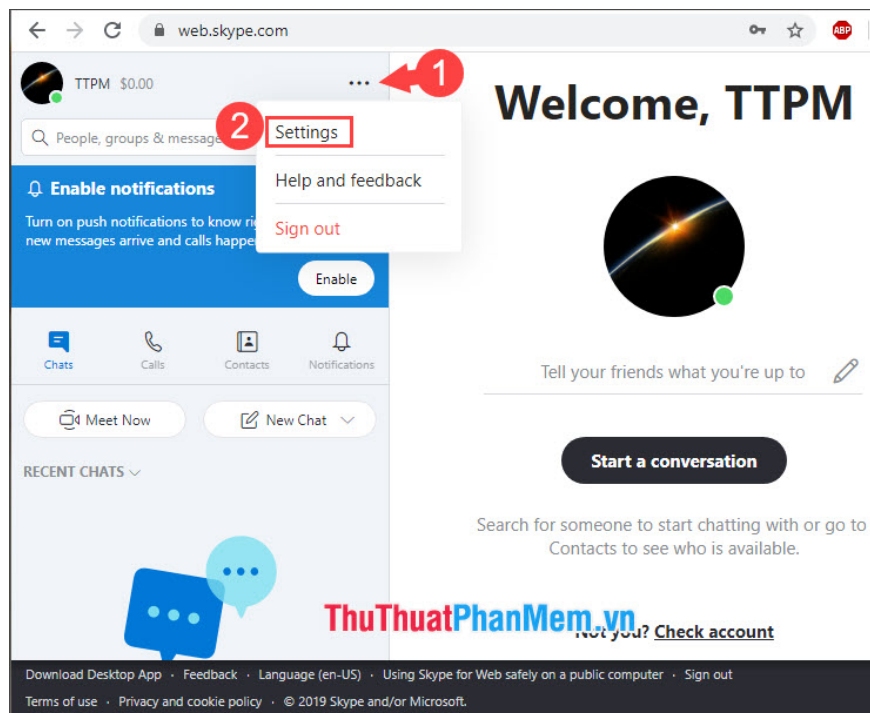 web.skype.com
ABP
TTPM $0.00
1
Welcome, TTPM
2
Settings
People, groups & message
Help and feedback
Enable notifications
Turn on push notifications to know
Sign out
new messages arrive and calls
Enable
Chats
Calls
Contacts
Notifications
Tell your friends what you're up to
Meet Now
New Chat
Start a conversation
RECENT CHATS
Search for someone to start chatting with or go to
Contacts to see who is available.
ThuThuatPhanMem.vn
Not you? Check account
Download Desktop App · Feedback · Language (en-US) · Using Skype for Web safely on a public computer · Sign out
Terms of use · Privacy and cookie policy · © 2019 Skype and/or Microsoft.